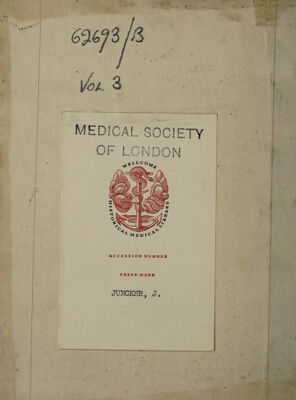 62693/B
VOL. 3
MEDICAL SOCIETY
OF LONDON
WELLCOME
HISTORICAL MEDICAL LIBRARY
ACCESSION NUMBER
PRESS MARK
JUNCKER, J.